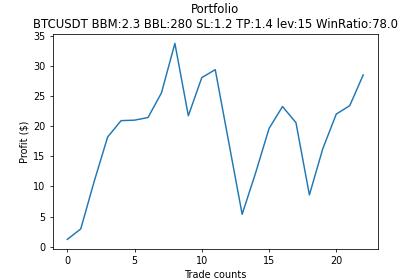 Portfolio
BTCUSDT BBM:2.3 BBL:280 SL:1.2 TP:1.4 lev:15 WinRatio:78.0
35
30
25
20
15
10
5
0
Profit ($)
0 5 10 15 20
Trade counts